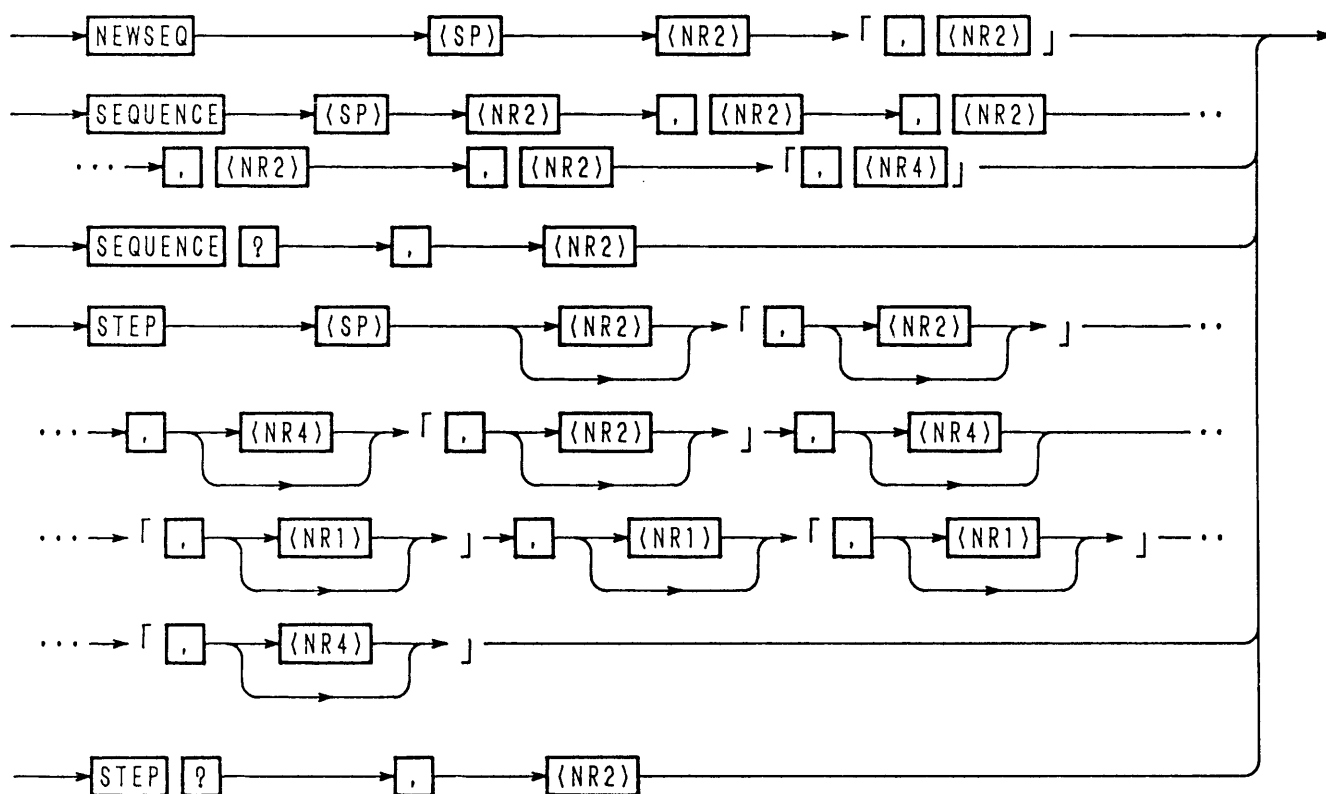 NEWSEQ ⟨SP⟩ ⟨NR2⟩ 「 , ⟨NR2⟩ 」
SEQUENCE ⟨SP⟩ ⟨NR2⟩ , ⟨NR2⟩ , ⟨NR2⟩ ··
··· , ⟨NR2⟩ , ⟨NR2⟩ 「 , ⟨NR4⟩ 」
SEQUENCE ? , ⟨NR2⟩
STEP ⟨SP⟩ ⟨NR2⟩ 「 , ⟨NR2⟩ 」 ··
··· , ⟨NR4⟩ 「 , ⟨NR2⟩ 」 , ⟨NR4⟩ ··
··· 「 , ⟨NR1⟩ 」 , ⟨NR1⟩ 「 , ⟨NR1⟩ 」 ··
··· 「 , ⟨NR4⟩ 」
STEP ? , ⟨NR2⟩